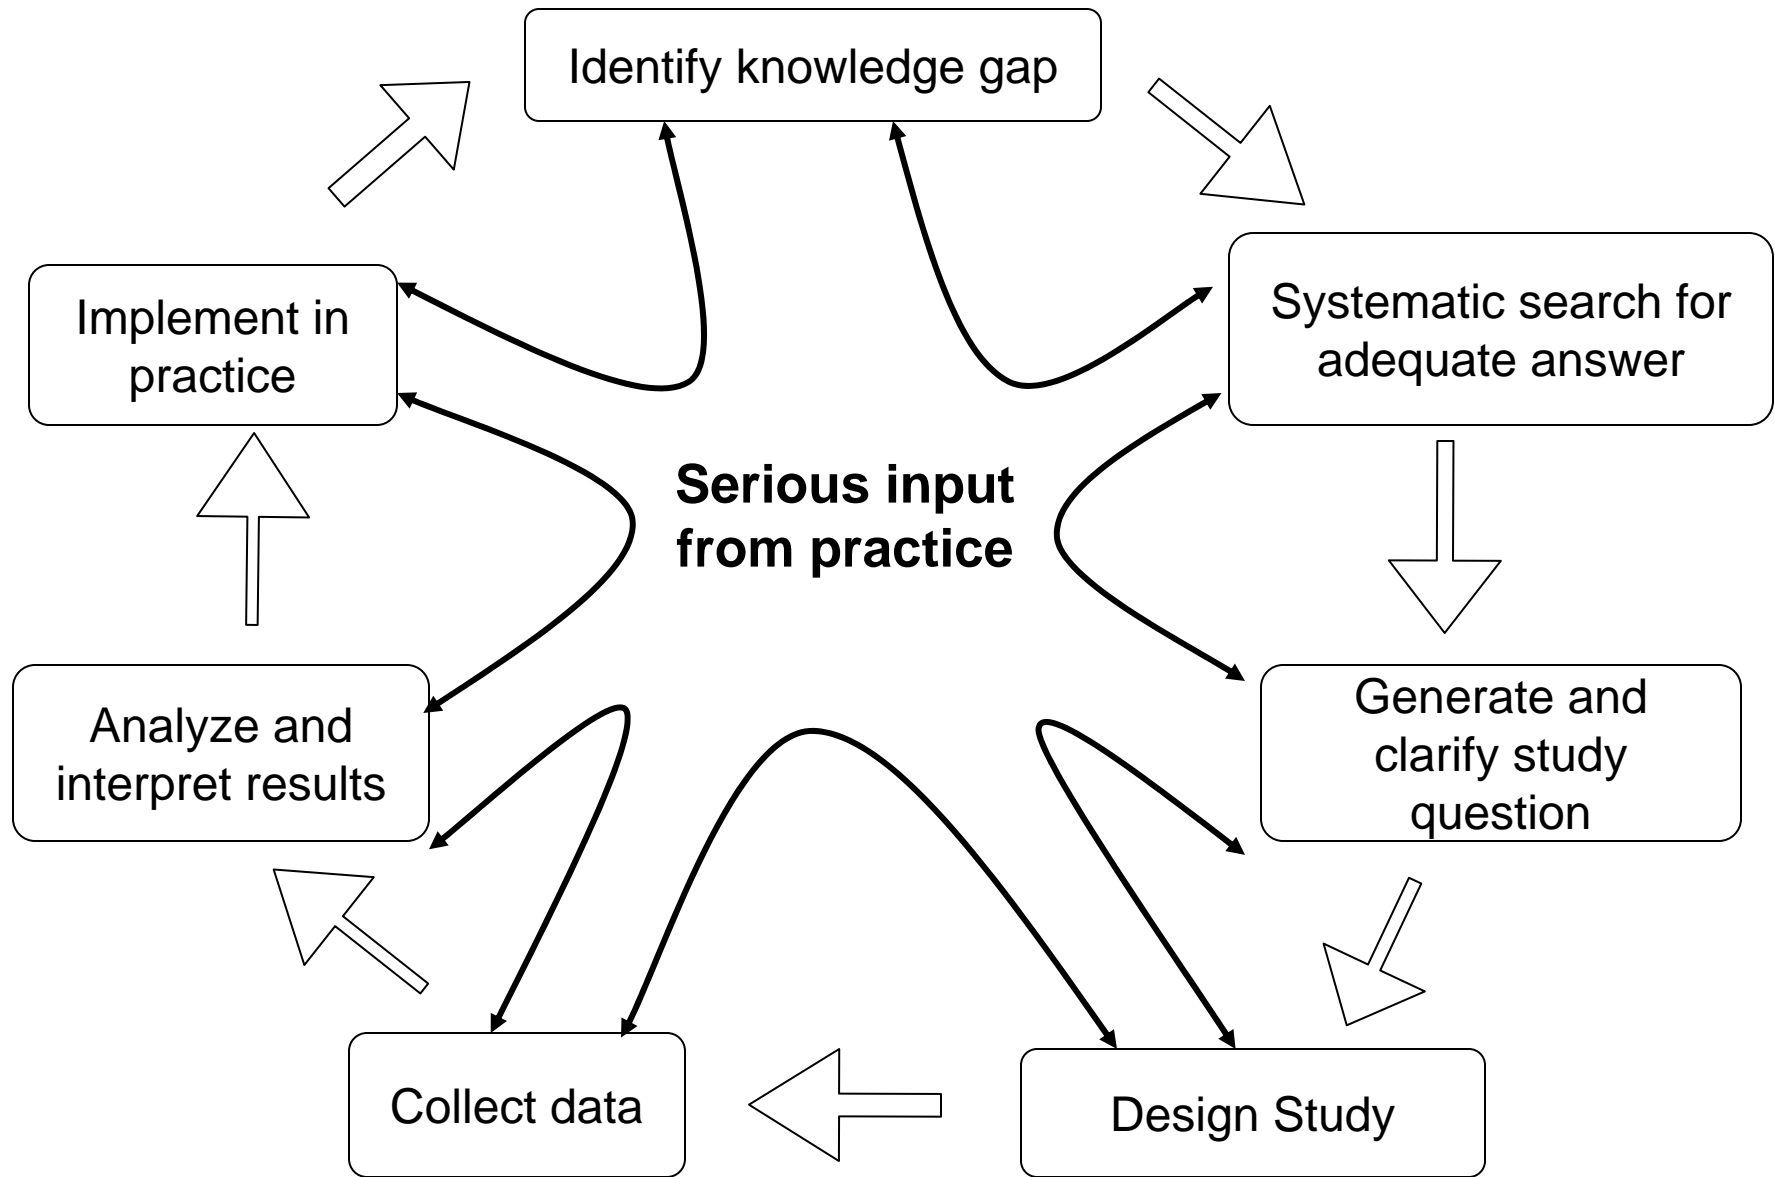 Identify knowledge gap
Systematic search for
adequate answer
Generate and
clarify study
question
Design Study
Collect data
Analyze and
interpret results
Implement in
practice
Serious input
from practice